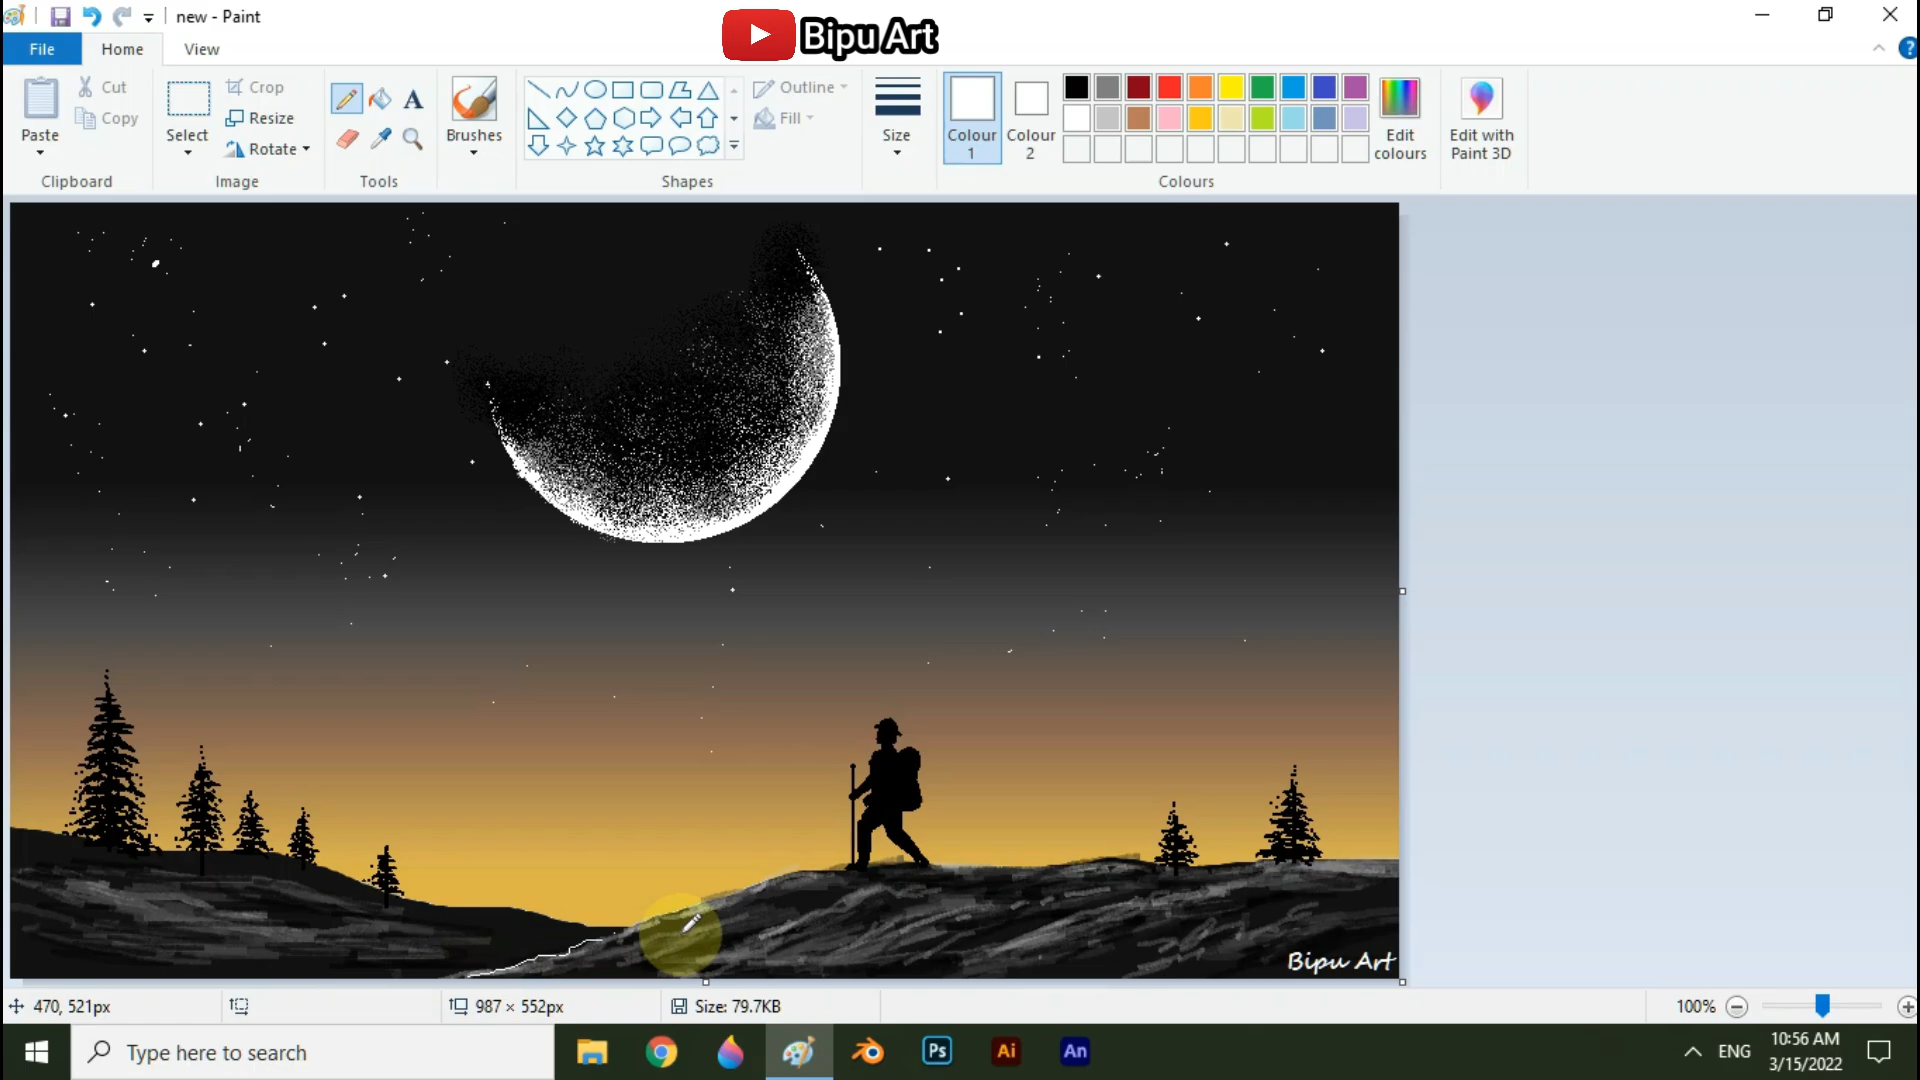 new - Paint
Bipu Art
File Home View
Paste
Cut
Copy
Clipboard
Select
Crop
Resize
Rotate
Image
A
Tools
Brushes
Shapes
Outline
Fill
Size
Colour 1
Colour 2
Colours
Edit colours
Edit with Paint 3D
?
Bipu Art
470, 521px
987 × 552px
Size: 79.7KB
100%
Type here to search
Ps
Ai
An
ENG
10:56 AM
3/15/2022